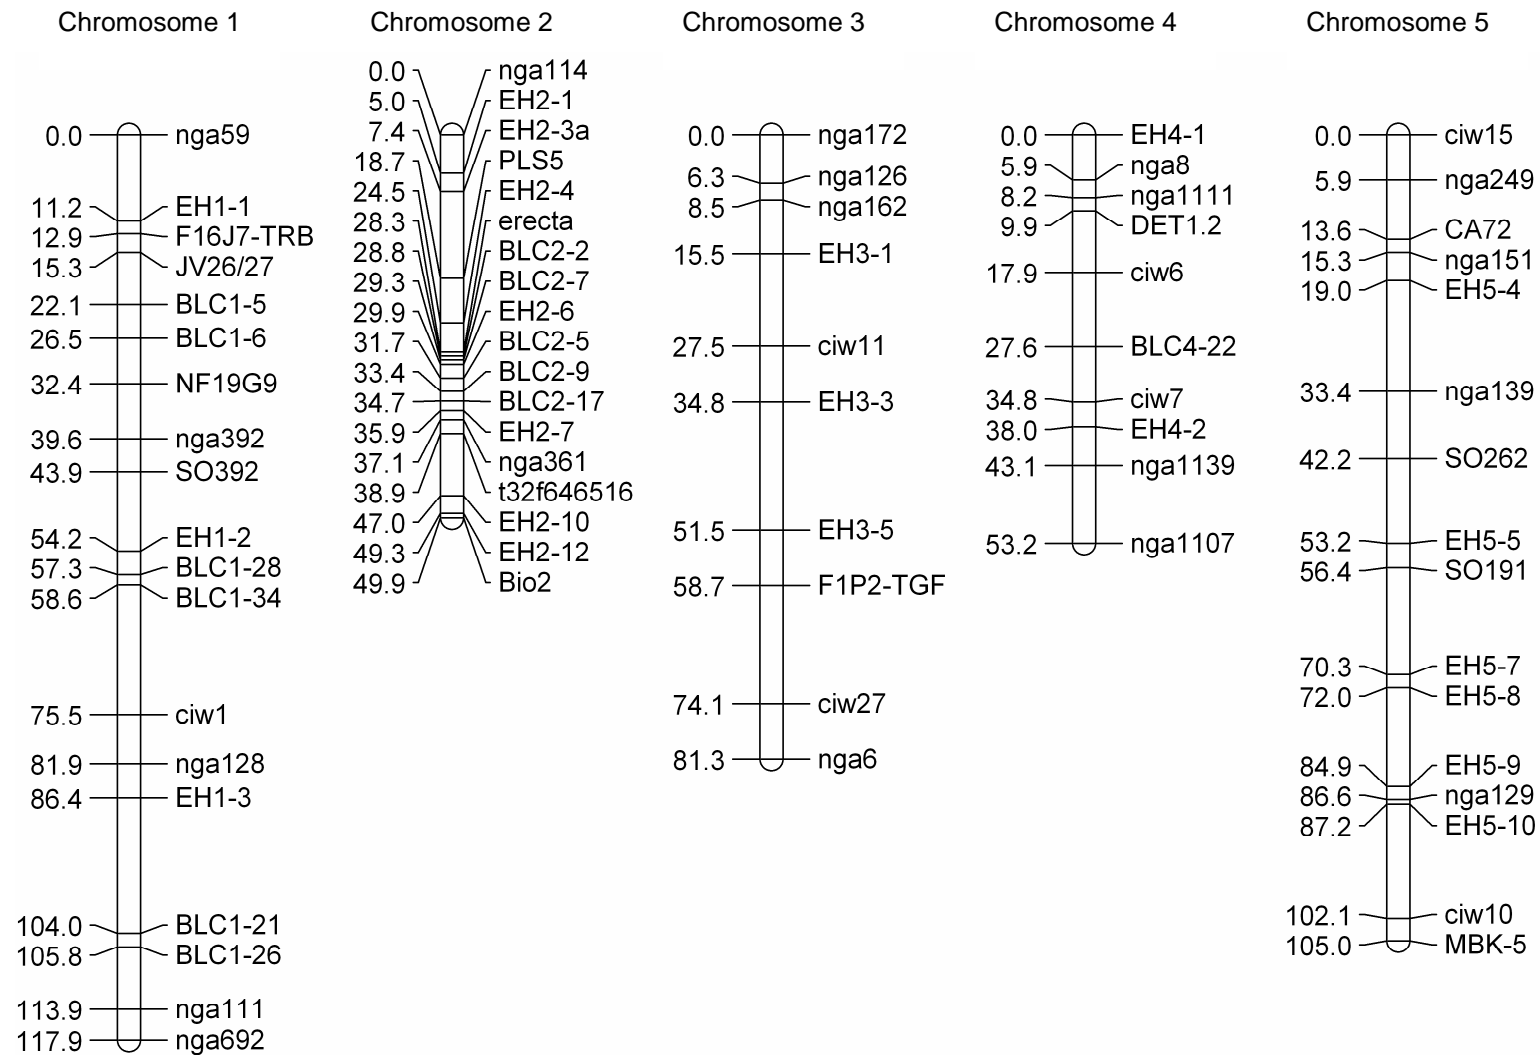 Chromosome 1
0.0 nga59
11.2 EH1-1
12.9 F16J7-TRB
15.3 JV26/27
22.1 BLC1-5
26.5 BLC1-6
32.4 NF19G9
39.6 nga392
43.9 SO392
54.2 EH1-2
57.3 BLC1-28
58.6 BLC1-34
75.5 ciw1
81.9 nga128
86.4 EH1-3
104.0 BLC1-21
105.8 BLC1-26
113.9 nga111
117.9 nga692
Chromosome 2
0.0 nga114
5.0 EH2-1
7.4 EH2-3a
18.7 PLS5
24.5 EH2-4
28.3 erecta
28.8 BLC2-2
29.3 BLC2-7
29.9 EH2-6
31.7 BLC2-5
33.4 BLC2-9
34.7 BLC2-17
35.9 EH2-7
37.1 nga361
38.9 t32f646516
47.0 EH2-10
49.3 EH2-12
49.9 Bio2
Chromosome 3
0.0 nga172
6.3 nga126
8.5 nga162
15.5 EH3-1
27.5 ciw11
34.8 EH3-3
51.5 EH3-5
58.7 F1P2-TGF
74.1 ciw27
81.3 nga6
Chromosome 4
0.0 EH4-1
5.9 nga8
8.2 nga1111
9.9 DET1.2
17.9 ciw6
27.6 BLC4-22
34.8 ciw7
38.0 EH4-2
43.1 nga1139
53.2 nga1107
Chromosome 5
0.0 ciw15
5.9 nga249
13.6 CA72
15.3 nga151
19.0 EH5-4
33.4 nga139
42.2 SO262
53.2 EH5-5
56.4 SO191
70.3 EH5-7
72.0 EH5-8
84.9 EH5-9
86.6 nga129
87.2 EH5-10
102.1 ciw10
105.0 MBK-5